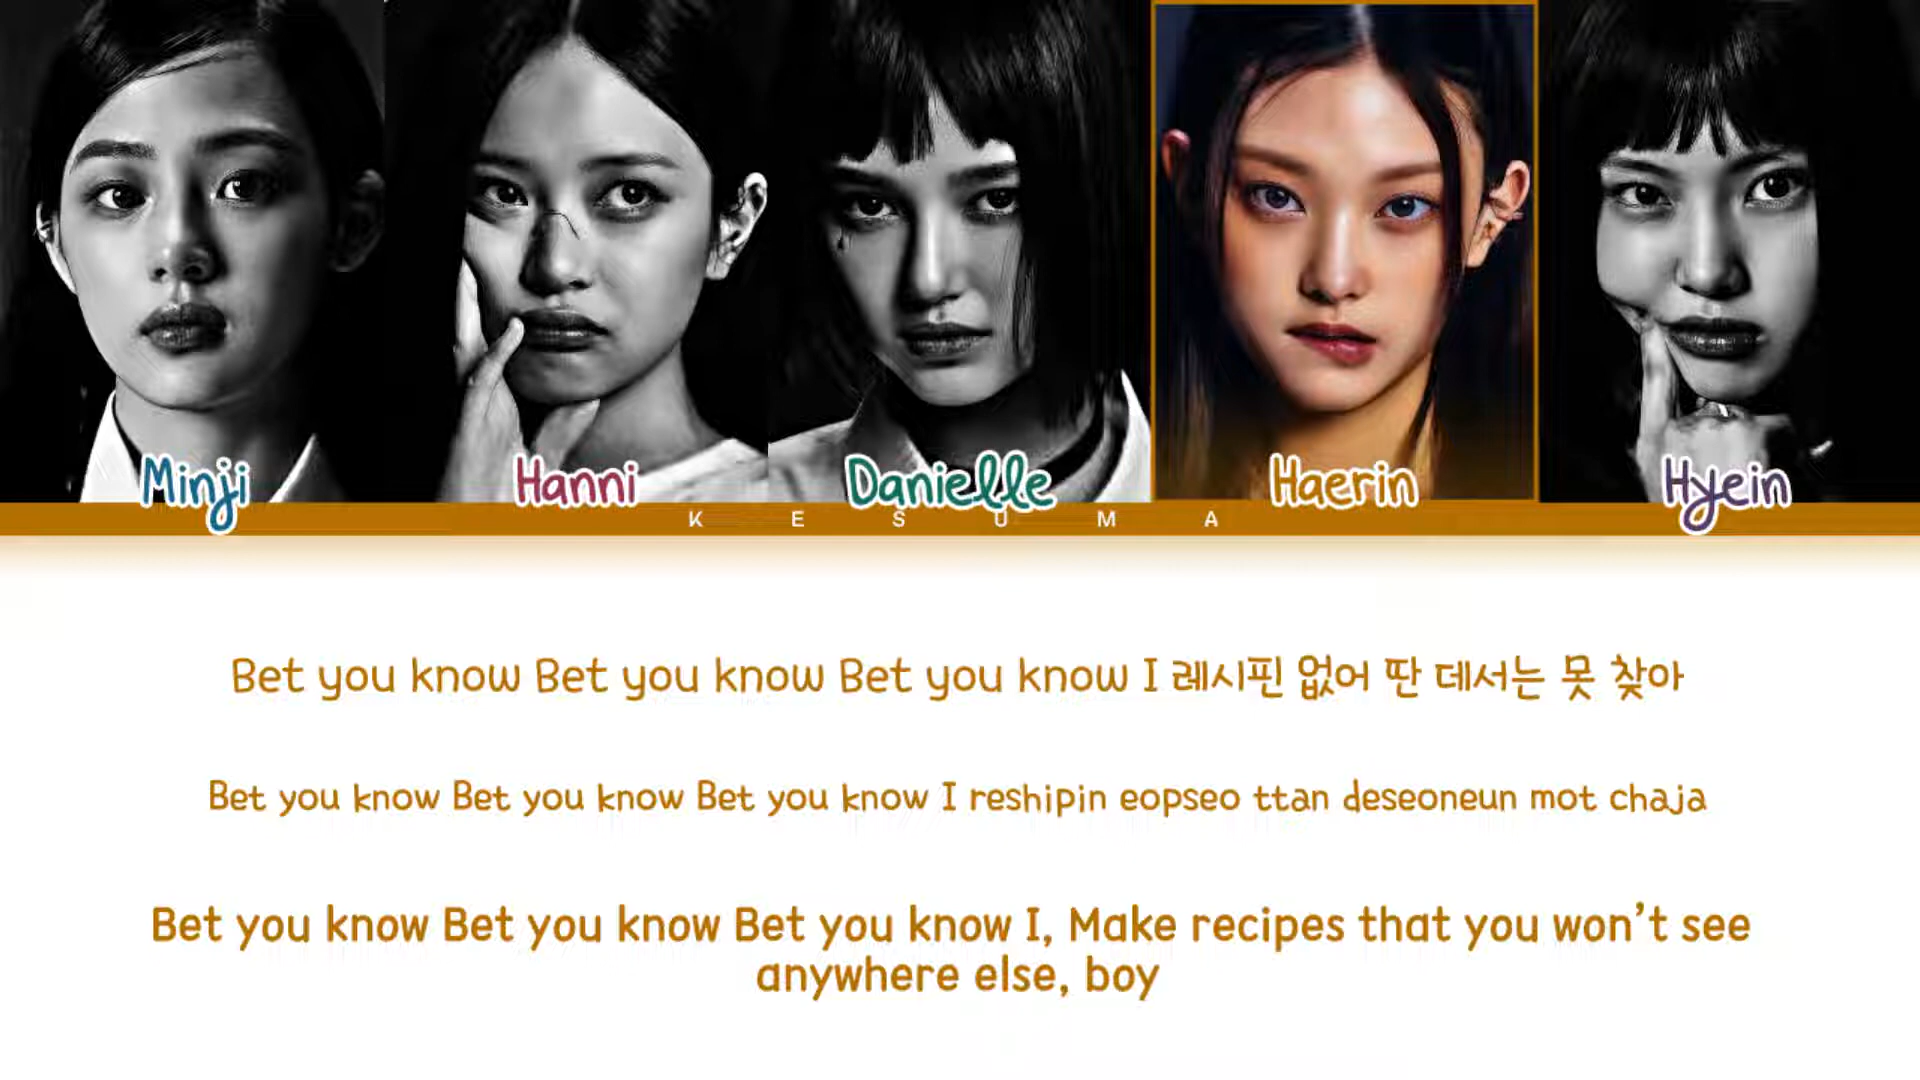 Minji Hanni Danielle Haerin Hyein
K E S U M A
Bet you know Bet you know Bet you know I 레시핀 없어 딴 데서는 못 찾아
Bet you know Bet you know Bet you know I reshipin eopseo ttan deseoneun mot chaja
Bet you know Bet you know Bet you know I, Make recipes that you won’t see
anywhere else, boy